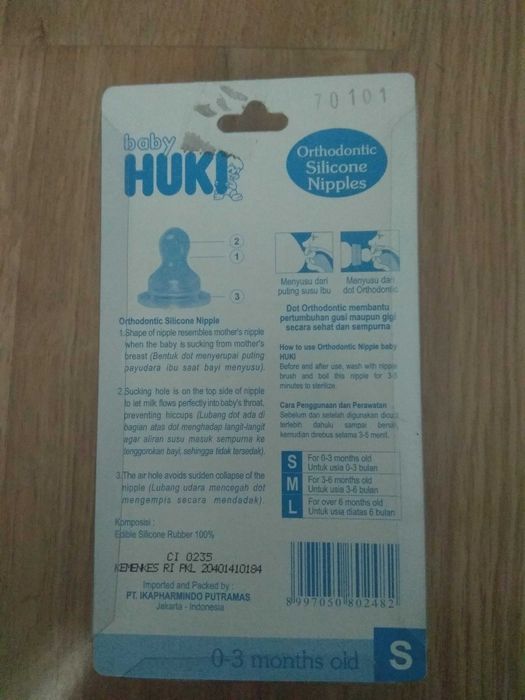 70101
baby
HUKI
Orthodontic
Silicone
Nipples
2
1
3
Menyusu dari
puting susu Ibu
Menyusu dari
dot Orthodontic
Dot Orthodontic membantu
pertumbuhan gusi maupun gigi
secara sehat dan sempurna
Orthodontic Silicone Nipple
1.Shape of nipple resembles mother's nipple
when the baby is sucking from mother's
breast (Bentuk dot menyerupai puting
payudara ibu saat bayi menyusu).
2.Sucking hole is on the top side of nipple
to let milk flows perfectly into baby's throat,
preventing hiccups (Lubang dot ada di
bagian atas dot menghadap langit-langit
agar aliran susu masuk sempurna ke
tenggorokan bayi, sehingga tidak tersedak).
3.The air hole avoids sudden collapse of the
nipple (Lubang udara mencegah dot
mengempis secara mendadak).
Komposisi :
Edible Silicone Rubber 100%
How to use Orthodontic Nipple baby
HUKI
Before and after use, wash with nipple
brush and boil this nipple for 3-5
minutes to sterilize.
Cara Penggunaan dan Perawatan
Sebelum dan setelah digunakan dicuci
terlebih dahulu sampai bersih
kemudian direbus selama 3-5 menit.
S For 0-3 months old
Untuk usia 0-3 bulan
M For 3-6 months old
Untuk usia 3-6 bulan
L For over 6 months old
Untuk usia diatas 6 bulan
CI 0235
KEMENKES RI PKL 20401410184
Imported and Packed by :
PT. IKAPHARMINDO PUTRAMAS
Jakarta - Indonesia
8997050802482
0-3 months old S